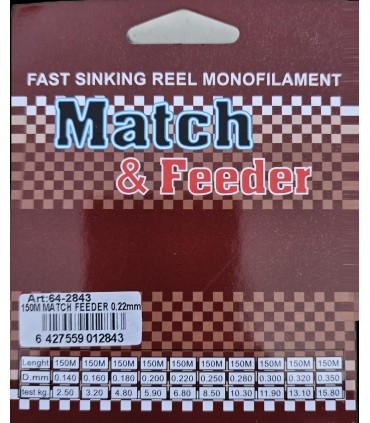 FAST SINKING REEL MONOFILAMENT
Match
& Feeder
Art:64-2843
150M MATCH FEEDER 0.22mm
6 427559 012843
Lenght 150M 150M 150M 150M 150M 150M 150M 150M 150M 150M
D.mm 0.140 0.160 0.180 0.200 0.220 0.250 0.280 0.300 0.320 0.350
test kg. 2.50 3.20 4.80 5.90 6.80 8.50 10.30 11.90 13.10 15.80